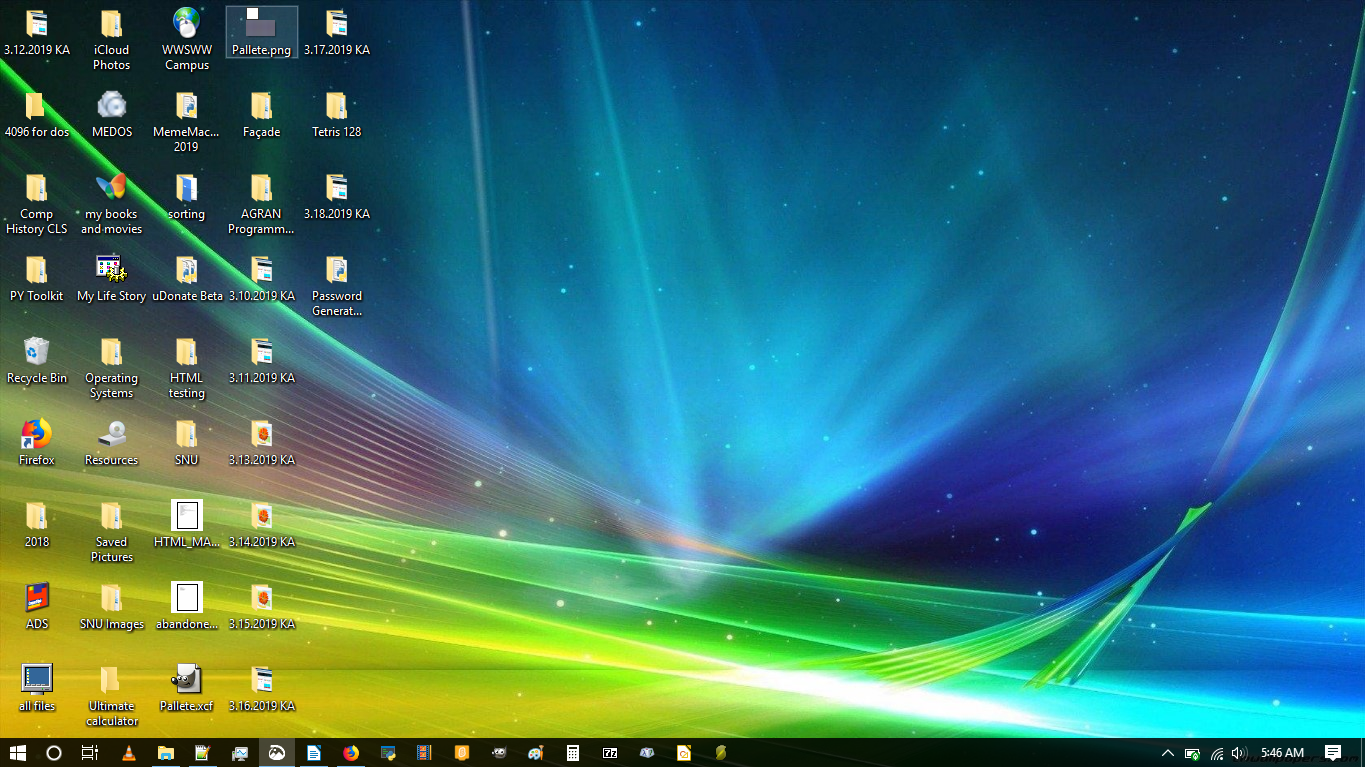 3.12.2019 KA
iCloud
Photos
WWSWW
Campus
Pallete.png
3.17.2019 KA
4096 for dos
MEDOS
MemeMac...
2019
Façade
Tetris 128
Comp
History CLS
my books
and movies
sorting
AGRAN
Programm...
3.18.2019 KA
PY Toolkit
My Life Story
uDonate Beta
3.10.2019 KA
Password
Generat...
Recycle Bin
Operating
Systems
HTML
testing
3.11.2019 KA
Firefox
Resources
SNU
3.13.2019 KA
2018
Saved
Pictures
HTML_MA...
3.14.2019 KA
ADS
SNU Images
abandone...
3.15.2019 KA
all files
Ultimate
calculator
Pallete.xcf
3.16.2019 KA
7z
5:46 AM